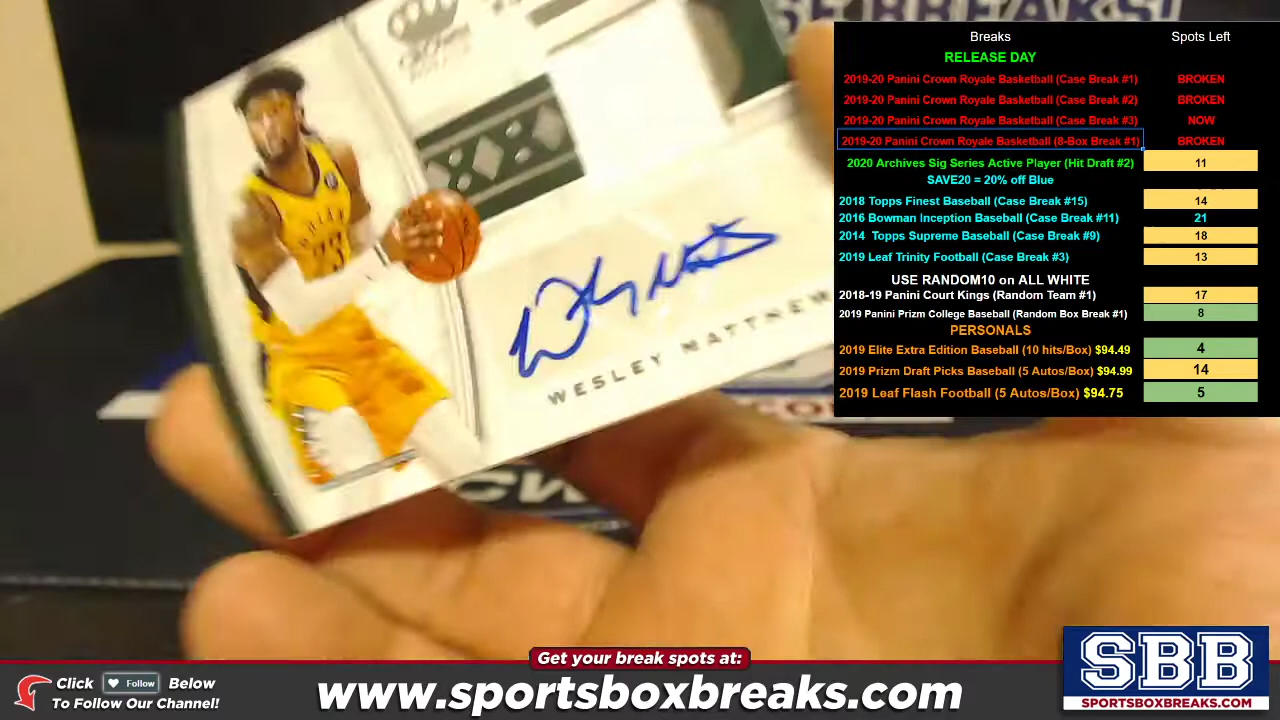 Breaks Spots Left
RELEASE DAY
2019-20 Panini Crown Royale Basketball (Case Break #1) BROKEN
2019-20 Panini Crown Royale Basketball (Case Break #2) BROKEN
2019-20 Panini Crown Royale Basketball (Case Break #3) NOW
2019-20 Panini Crown Royale Basketball (8-Box Break #1) BROKEN
2020 Archives Sig Series Active Player (Hit Draft #2) 11
SAVE20 = 20% off Blue
2018 Topps Finest Baseball (Case Break #15) 14
2016 Bowman Inception Baseball (Case Break #11) 21
2014 Topps Supreme Baseball (Case Break #9) 18
2019 Leaf Trinity Football (Case Break #3) 13
USE RANDOM10 on ALL WHITE
2018-19 Panini Court Kings (Random Team #1) 17
2019 Panini Prizm College Baseball (Random Box Break #1) 8
PERSONALS
2019 Elite Extra Edition Baseball (10 hits/Box) $94.49 4
2019 Prizm Draft Picks Baseball (5 Autos/Box) $94.99 14
2019 Leaf Flash Football (5 Autos/Box) $94.75 5
WESLEY MATTHEW
Get your break spots at:
www.sportsboxbreaks.com
Click Follow Below
To Follow Our Channel!
SBB
SPORTSBOXBREAKS.COM